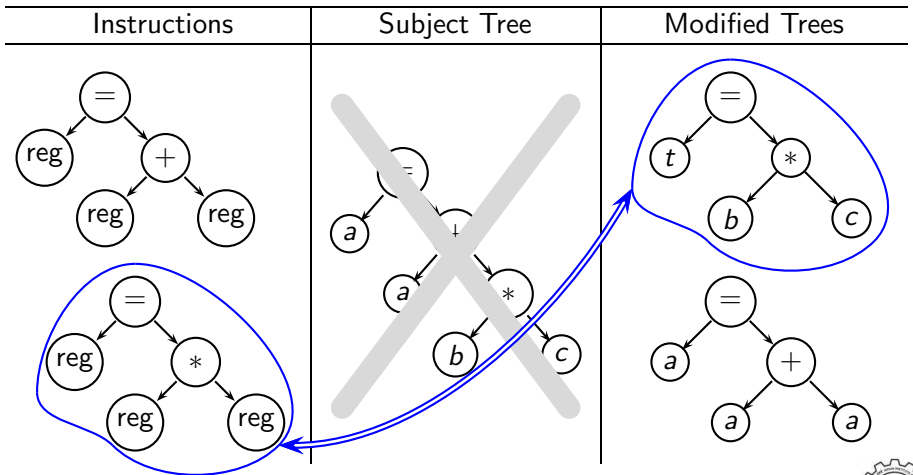 Instructions Subject Tree Modified Trees
= = =
reg + t *
reg reg b c
= a +
a *
b c
= =
reg * a +
reg reg a a